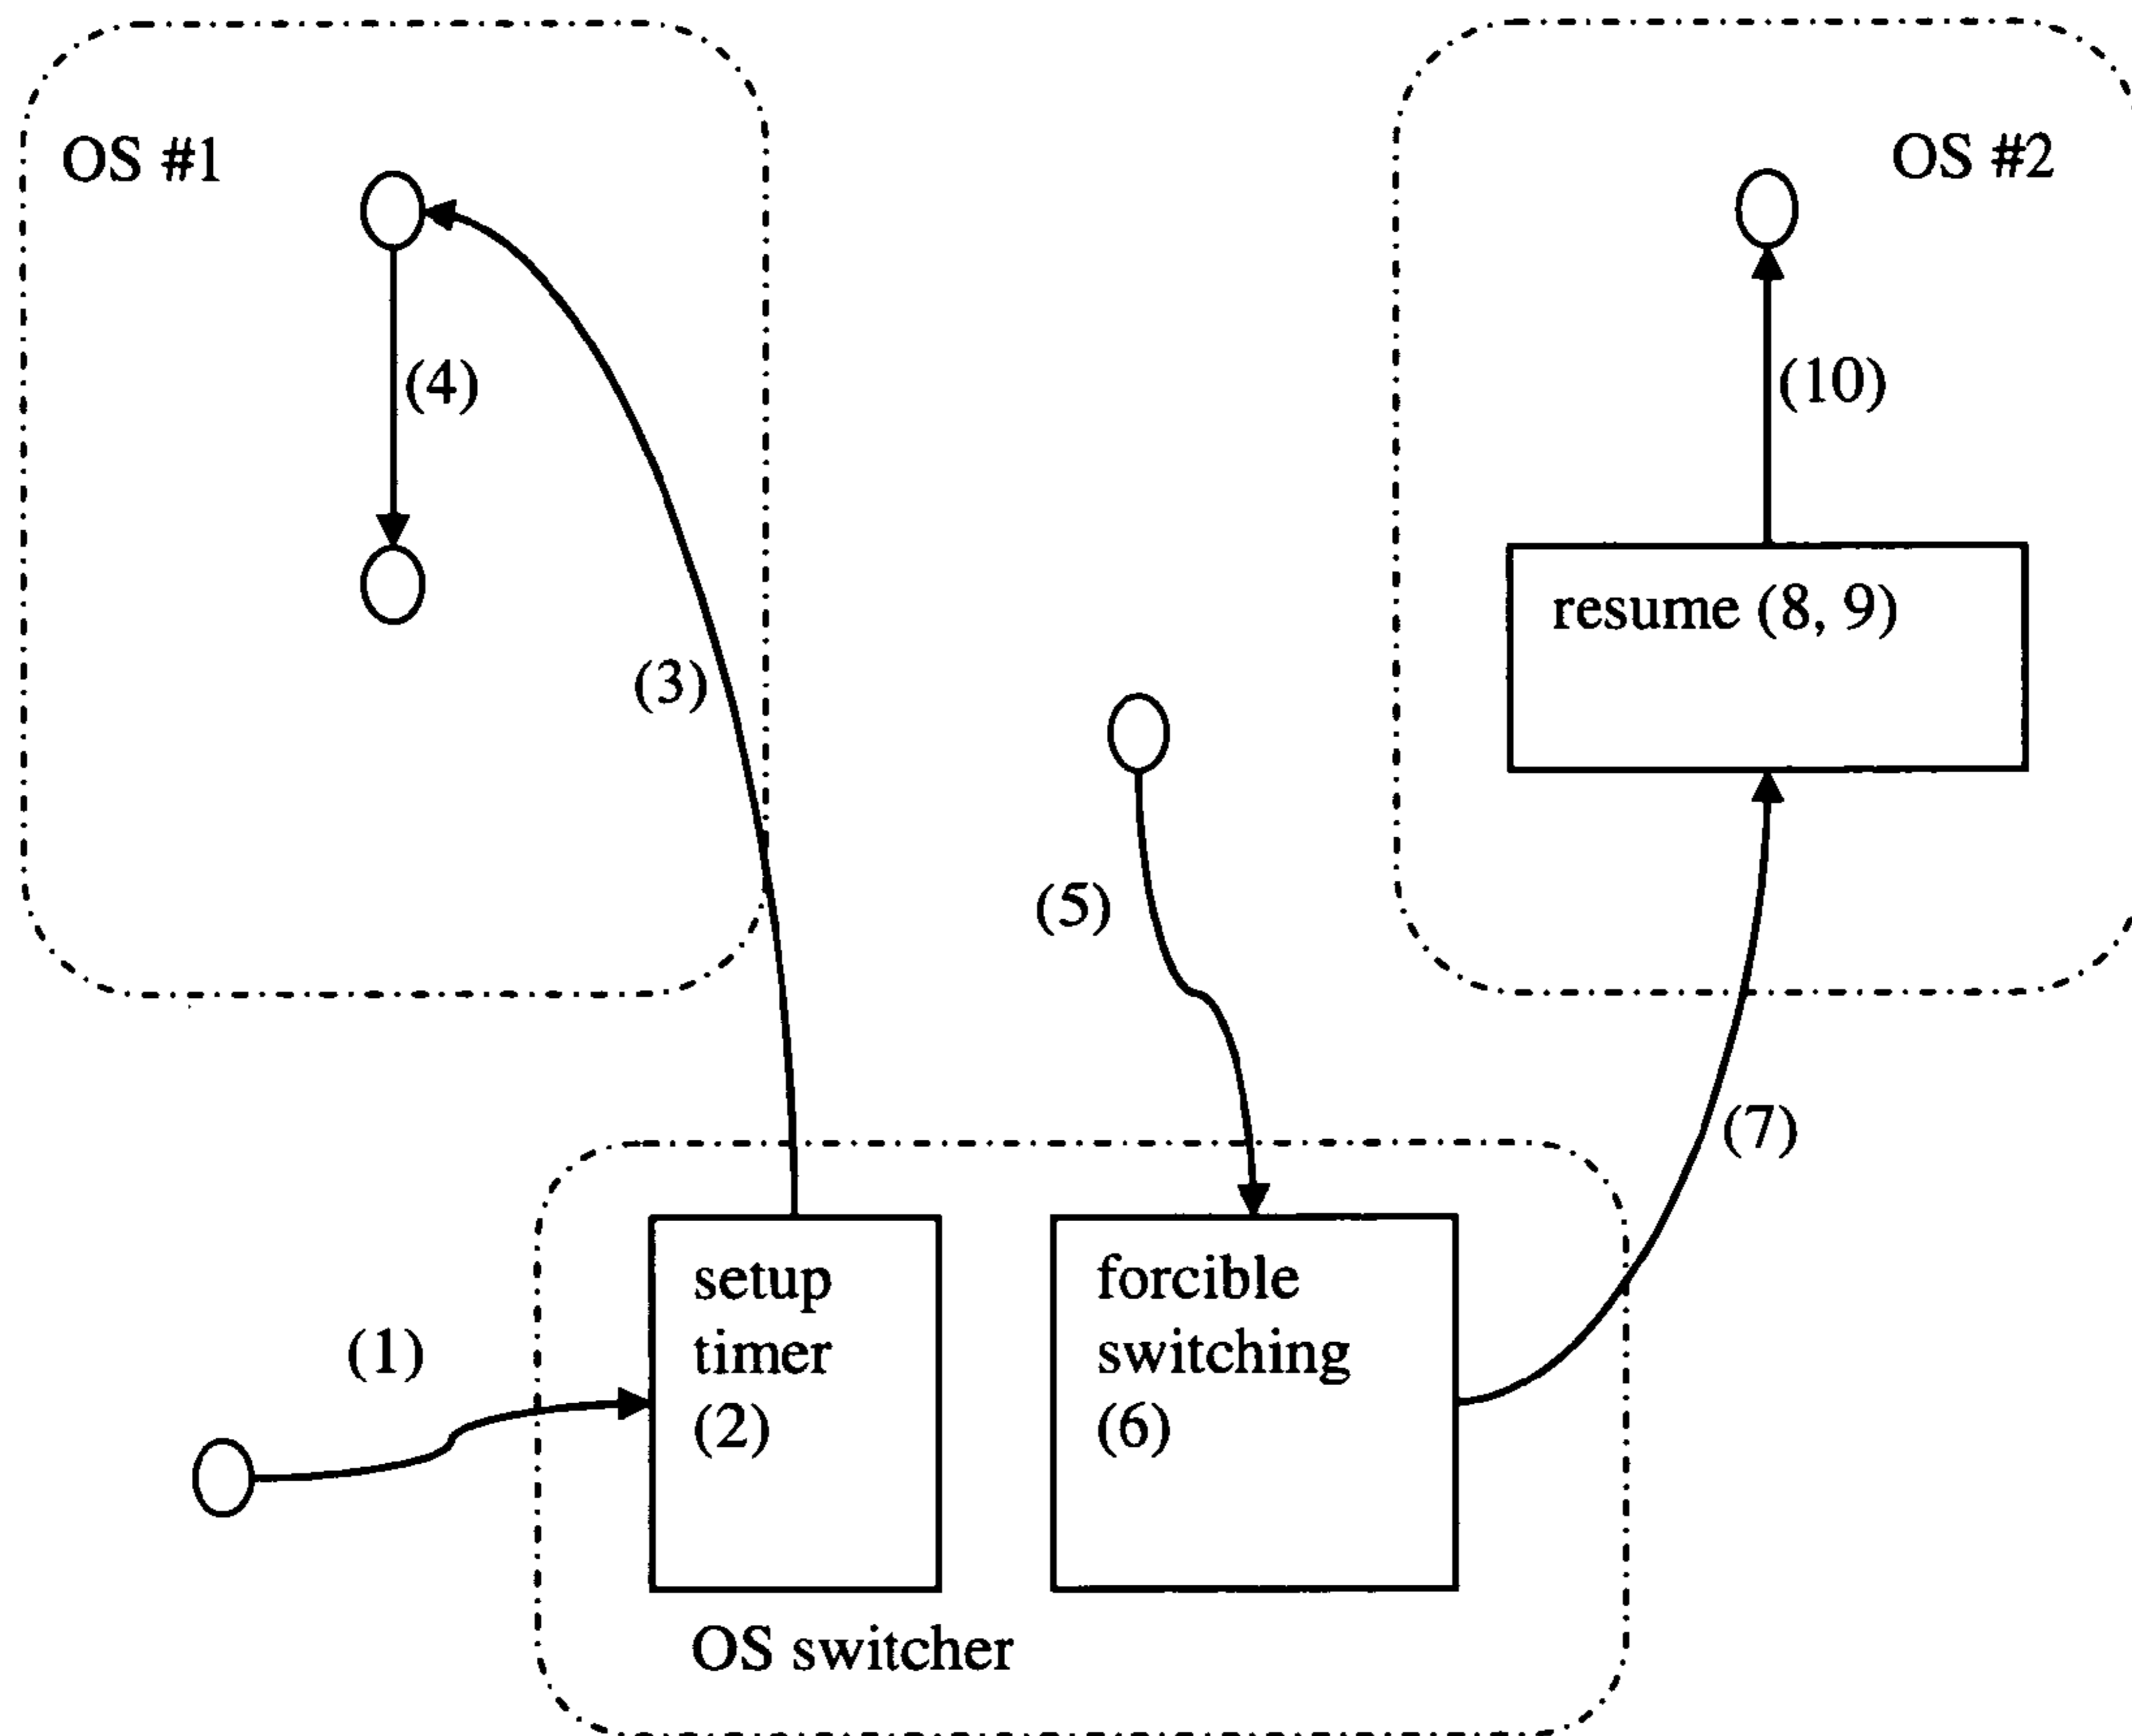 OS #1
OS #2
(4)
(10)
resume (8, 9)
(3)
(5)
(7)
setup
timer
(2)
forcible
switching
(6)
(1)
OS switcher